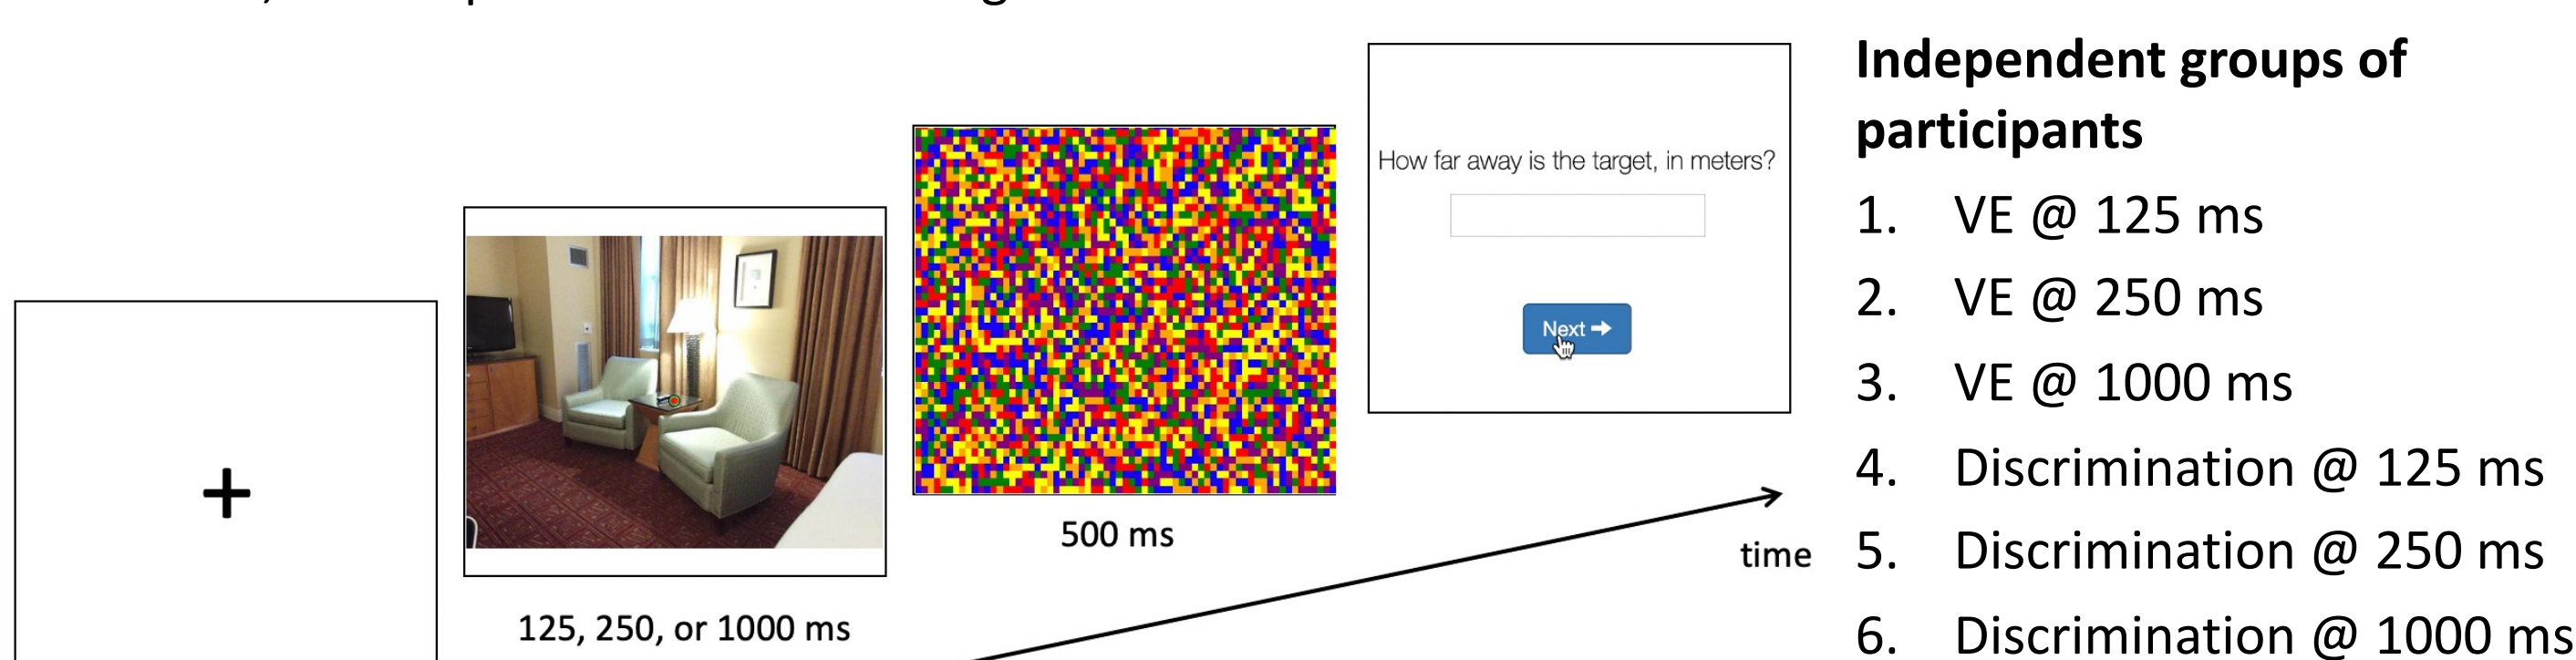 Independent groups of
participants
How far away is the target, in meters?
Next
1. VE @ 125 ms
2. VE @ 250 ms
3. VE @ 1000 ms
4. Discrimination @ 125 ms
5. Discrimination @ 250 ms
6. Discrimination @ 1000 ms
+
125, 250, or 1000 ms
500 ms
time